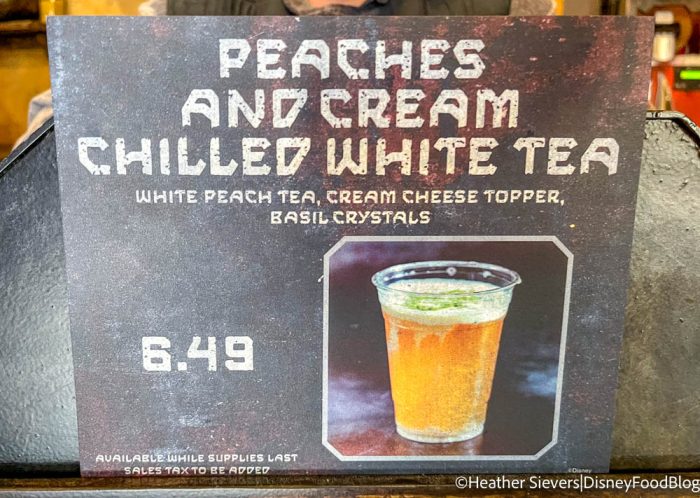 PEACHES
AND CREAM
CHILLED WHITE TEA
WHITE PEACH TEA, CREAM CHEESE TOPPER,
BASIL CRYSTALS
6.49
AVAILABLE WHILE SUPPLIES LAST
SALES TAX TO BE ADDED
©Disney
©Heather Sievers|DisneyFoodBlog